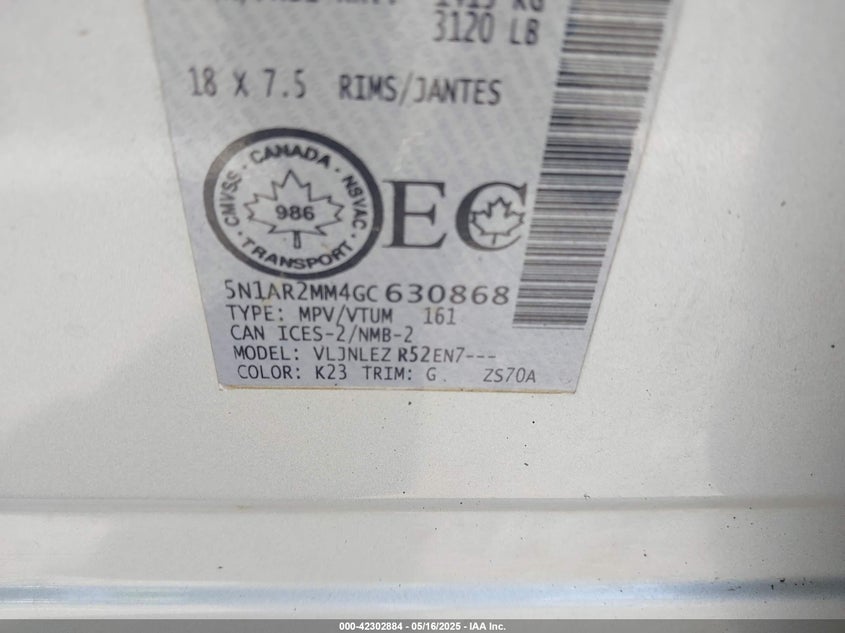 3120 LB
18 X 7.5 RIMS/JANTES
CANADA · NSVAC · TRANSPORT · CMVSS ·
986
EC
5N1AR2MM4GC630868
TYPE: MPV/VTUM 161
CAN ICES-2/NMB-2
MODEL: VLJNLEZ R52EN7---
COLOR: K23 TRIM: G ZS70A
000-42302884 - 05/16/2025 - IAA Inc.